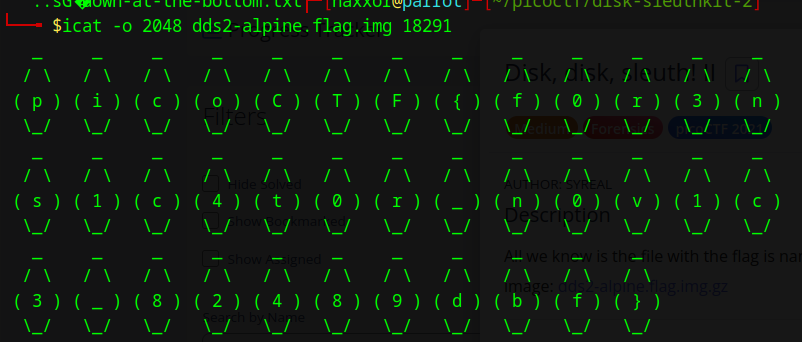 ..sG�down-at-the-bottom.txt ┌─[haxxor@parrot]─[~/picoctf/disk-sleuthkit-2]
└──╼ $icat -o 2048 dds2-alpine.flag.img 18291
( p ) ( i ) ( c ) ( o ) ( C ) ( T ) ( F ) ( { ) ( f ) ( 0 ) ( r ) ( 3 ) ( n )
( s ) ( 1 ) ( c ) ( 4 ) ( t ) ( 0 ) ( r ) ( _ ) ( n ) ( 0 ) ( v ) ( 1 ) ( c )
( 3 ) ( _ ) ( 8 ) ( 2 ) ( 4 ) ( 8 ) ( 9 ) ( d ) ( b ) ( f ) ( } )
Filters
Hide Solved
Show Bookmarked
Show Assigned
Search by Name
Disk, disk, sleuth! II
Medium Forensics picoCTF 2021
AUTHOR: SYREAL
Description
All we know is the file with the flag is na
image: dds2-alpine.flag.img.gz